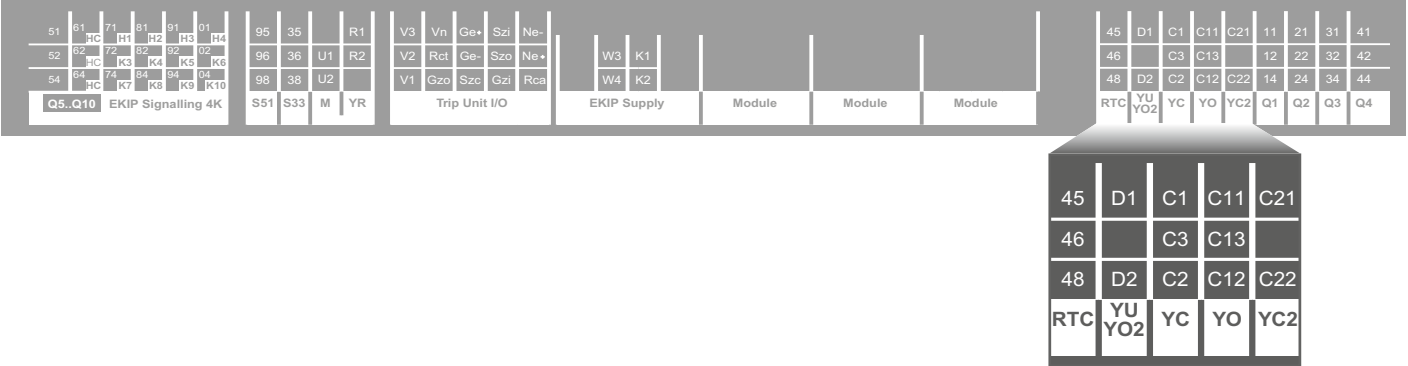 51 61 HC 71 H1 81 H2 91 H3 01 H4 95 35 R1 V3 Vn Ge+ Szi Ne- 45 D1 C1 C11 C21 11 21 31 41
52 62 HC 72 K3 82 K4 92 K5 02 K6 96 36 U1 R2 V2 Rct Ge- Szo Ne+ W3 K1 46 C3 C13 12 22 32 42
54 64 HC 74 K7 84 K8 94 K9 04 K10 98 38 U2 V1 Gzo Szc Gzi Rca W4 K2 48 D2 C2 C12 C22 14 24 34 44
Q5..Q10 EKIP Signalling 4K S51 S33 M YR Trip Unit I/O EKIP Supply Module Module Module RTC YU YO2 YC YO YC2 Q1 Q2 Q3 Q4
45 D1 C1 C11 C21
46 C3 C13
48 D2 C2 C12 C22
RTC YU YO2 YC YO YC2